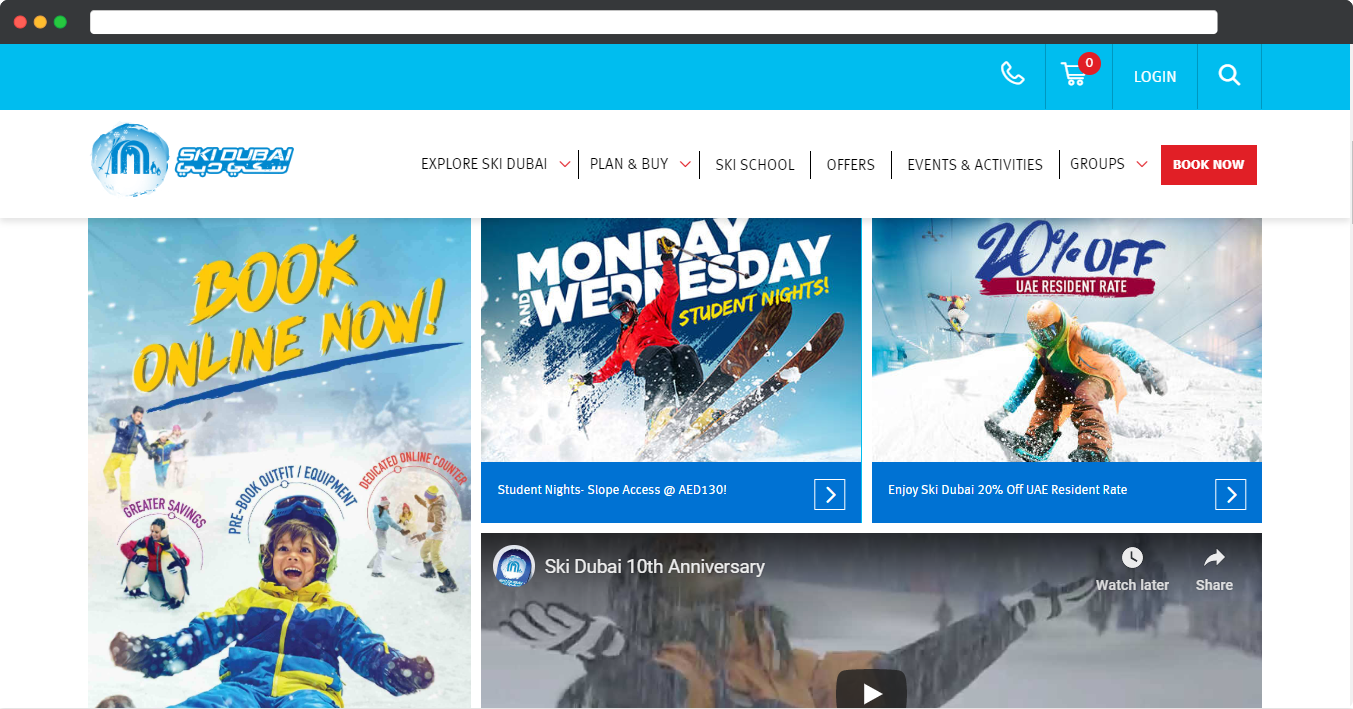 0
LOGIN
SKI DUBAI
سكي دبي
EXPLORE SKI DUBAI
PLAN & BUY
SKI SCHOOL
OFFERS
EVENTS & ACTIVITIES
GROUPS
BOOK NOW
BOOK
ONLINE NOW!
GREATER SAVINGS
PRE-BOOK OUTFIT / EQUIPMENT
DEDICATED ONLINE COUNTER
MONDAY
AND WEDNESDAY
STUDENT NIGHTS!
Student Nights- Slope Access @ AED130!
20% OFF
UAE RESIDENT RATE
Enjoy Ski Dubai 20% Off UAE Resident Rate
Ski Dubai 10th Anniversary
Watch later
Share